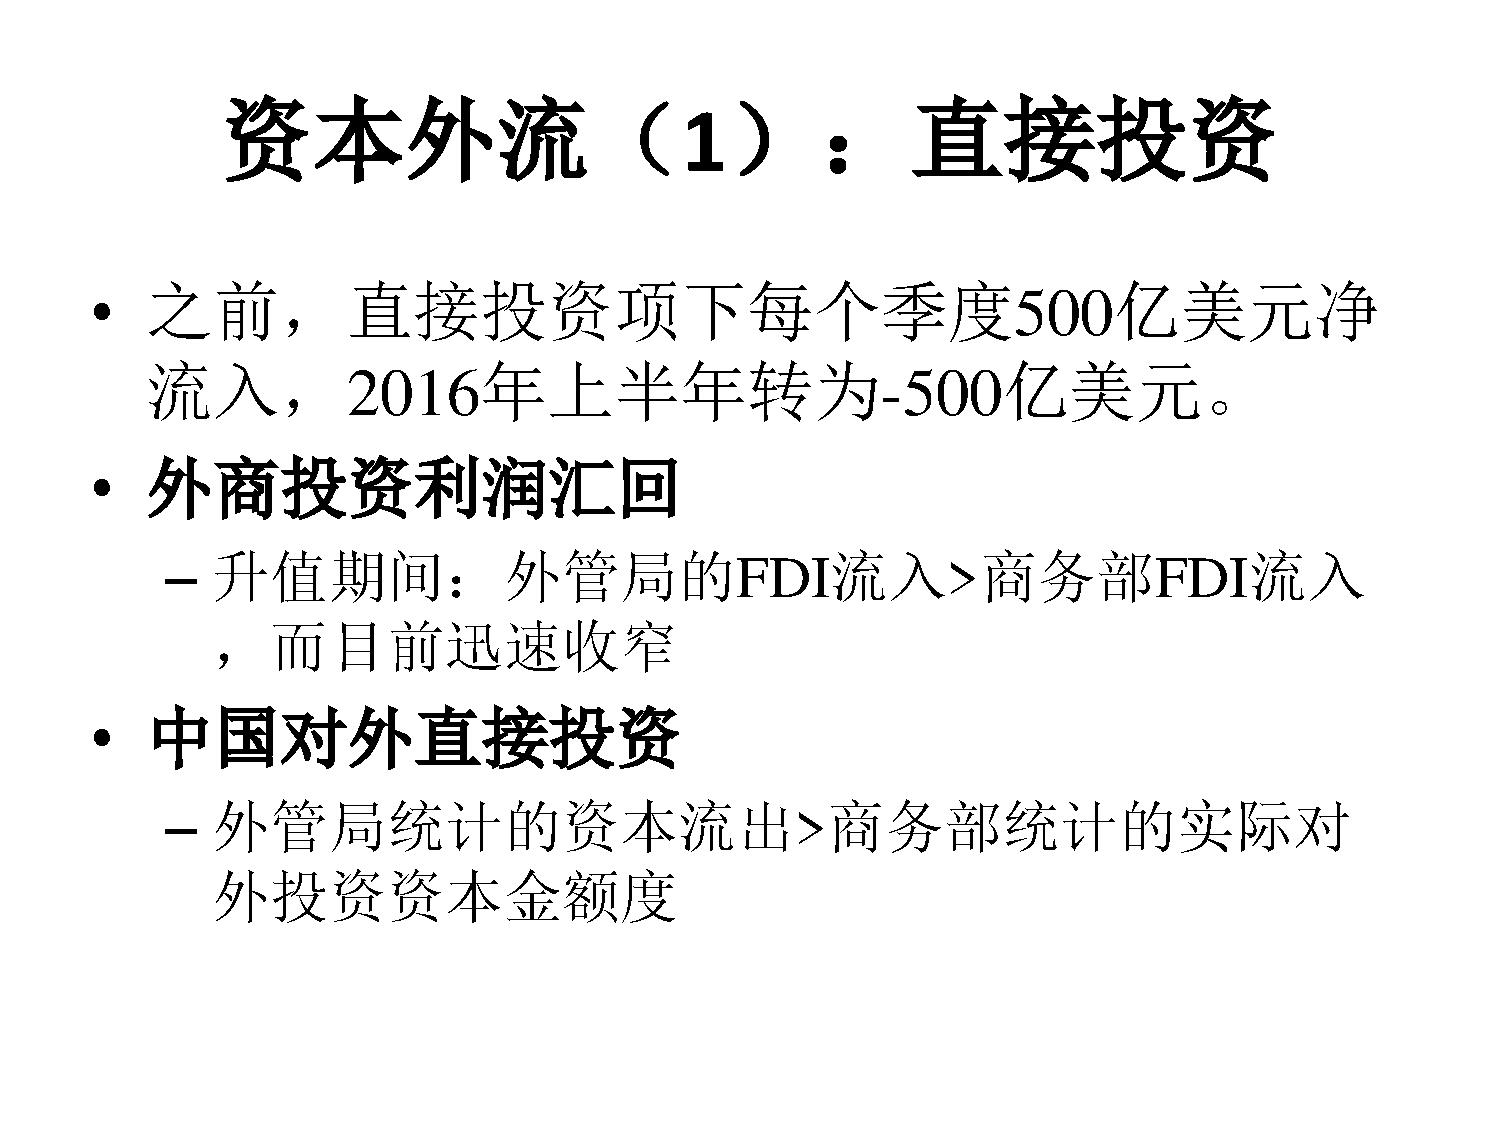 资本外流（1）：直接投资
• 之前，直接投资项下每个季度500亿美元净
流入，2016年上半年转为-500亿美元。
• 外商投资利润汇回
– 升值期间：外管局的FDI流入>商务部FDI流入
，而目前迅速收窄
• 中国对外直接投资
– 外管局统计的资本流出>商务部统计的实际对
外投资资本金额度